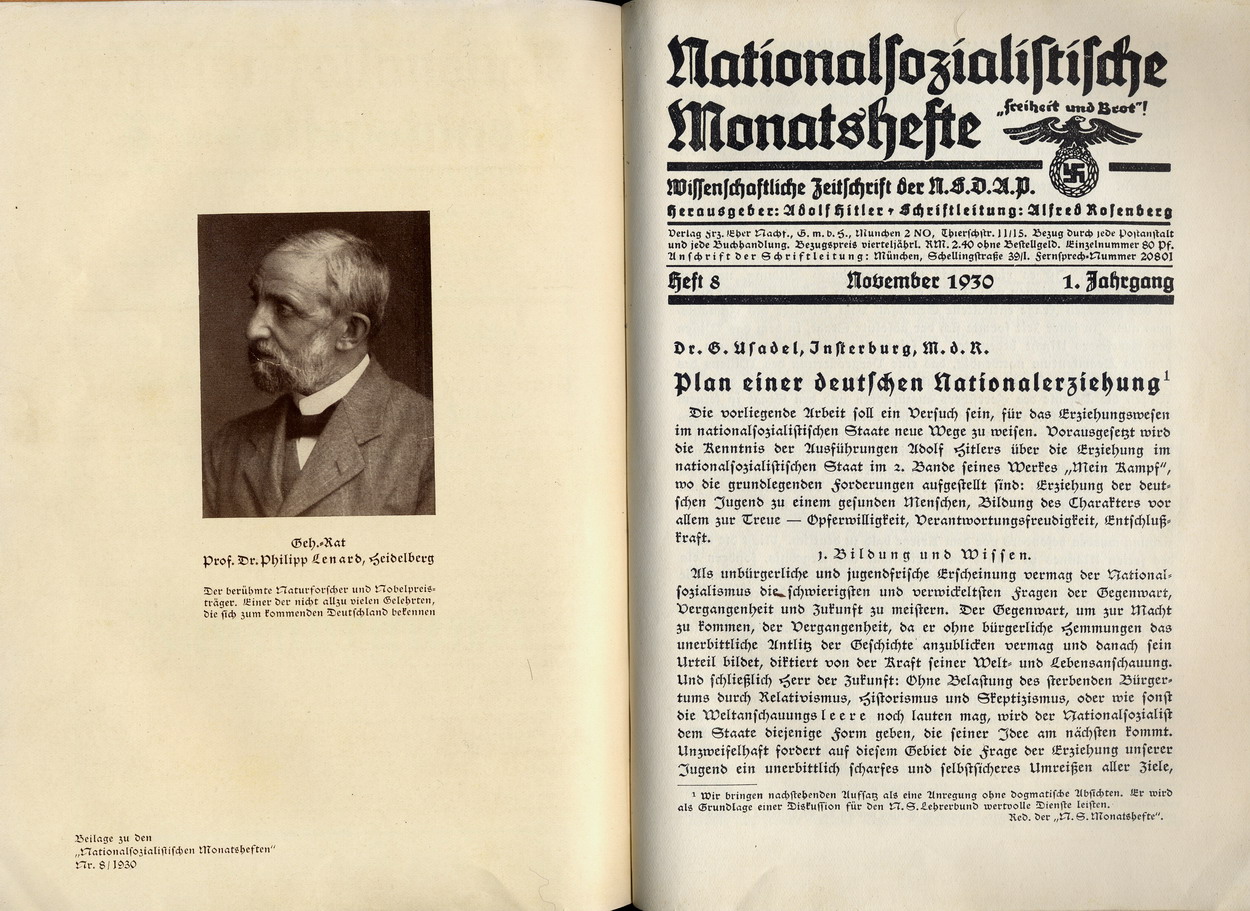 Geh.-Rat
Prof. Dr. Philipp Lenard, Heidelberg
Der berühmte Naturforscher und Nobelpreis-
träger. Einer der nicht allzu vielen Gelehrten,
die sich zum kommenden Deutschland bekennen
Beilage zu den
„Nationalsozialistischen Monatsheften“
Nr. 8/1930
Nationalsozialistische
Monatshefte
„Freiheit und Brot“!
Wissenschaftliche Zeitschrift der N.S.D.A.P.
Herausgeber: Adolf Hitler + Schriftleitung: Alfred Rosenberg
Verlag Frz. Eher Nachf., G. m. b. H., München 2 NO, Thierschstr. 11/15. Bezug durch jede Postanstalt
und jede Buchhandlung. Bezugspreis vierteljährl. RM. 2.40 ohne Bestellgeld. Einzelnummer 80 Pf.
Anschrift der Schriftleitung: München, Schellingstraße 39/I. Fernsprech-Nummer 20801
Heft 8 November 1930 1. Jahrgang
Dr. G. Usadel, Insterburg, M. d. R.
Plan einer deutschen Nationalerziehung¹
Die vorliegende Arbeit soll ein Versuch sein, für das Erziehungswesen
im nationalsozialistischen Staate neue Wege zu weisen. Vorausgesetzt wird
die Kenntnis der Ausführungen Adolf Hitlers über die Erziehung im
nationalsozialistischen Staat im 2. Bande seines Werkes „Mein Kampf“,
wo die grundlegenden Forderungen aufgestellt sind: Erziehung der deut-
schen Jugend zu einem gesunden Menschen, Bildung des Charakters vor
allem zur Treue — Opferwilligkeit, Verantwortungsfreudigkeit, Entschluß-
kraft.
1. Bildung und Wissen.
Als unbürgerliche und jugendfrische Erscheinung vermag der National-
sozialismus die schwierigsten und verwickeltsten Fragen der Gegenwart,
Vergangenheit und Zukunft zu meistern. Der Gegenwart, um zur Macht
zu kommen, der Vergangenheit, da er ohne bürgerliche Hemmungen das
unerbittliche Antlitz der Geschichte anzublicken vermag und danach sein
Urteil bildet, diktiert von der Kraft seiner Welt- und Lebensanschauung.
Und schließlich Herr der Zukunft: Ohne Belastung des sterbenden Bürger-
tums durch Relativismus, Historismus und Skeptizismus, oder wie sonst
die Weltanschauungsleere noch lauten mag, wird der Nationalsozialist
dem Staate diejenige Form geben, die seiner Idee am nächsten kommt.
Unzweifelhaft fordert auf diesem Gebiet die Frage der Erziehung unserer
Jugend ein unerbittlich scharfes und selbstsicheres Umreißen aller Ziele,
¹ Wir bringen nachstehenden Aufsatz als eine Anregung ohne dogmatische Absichten. Er wird
als Grundlage einer Diskussion für den N.S.Lehrerbund wertvolle Dienste leisten.
Red. der „N. S. Monatshefte“.